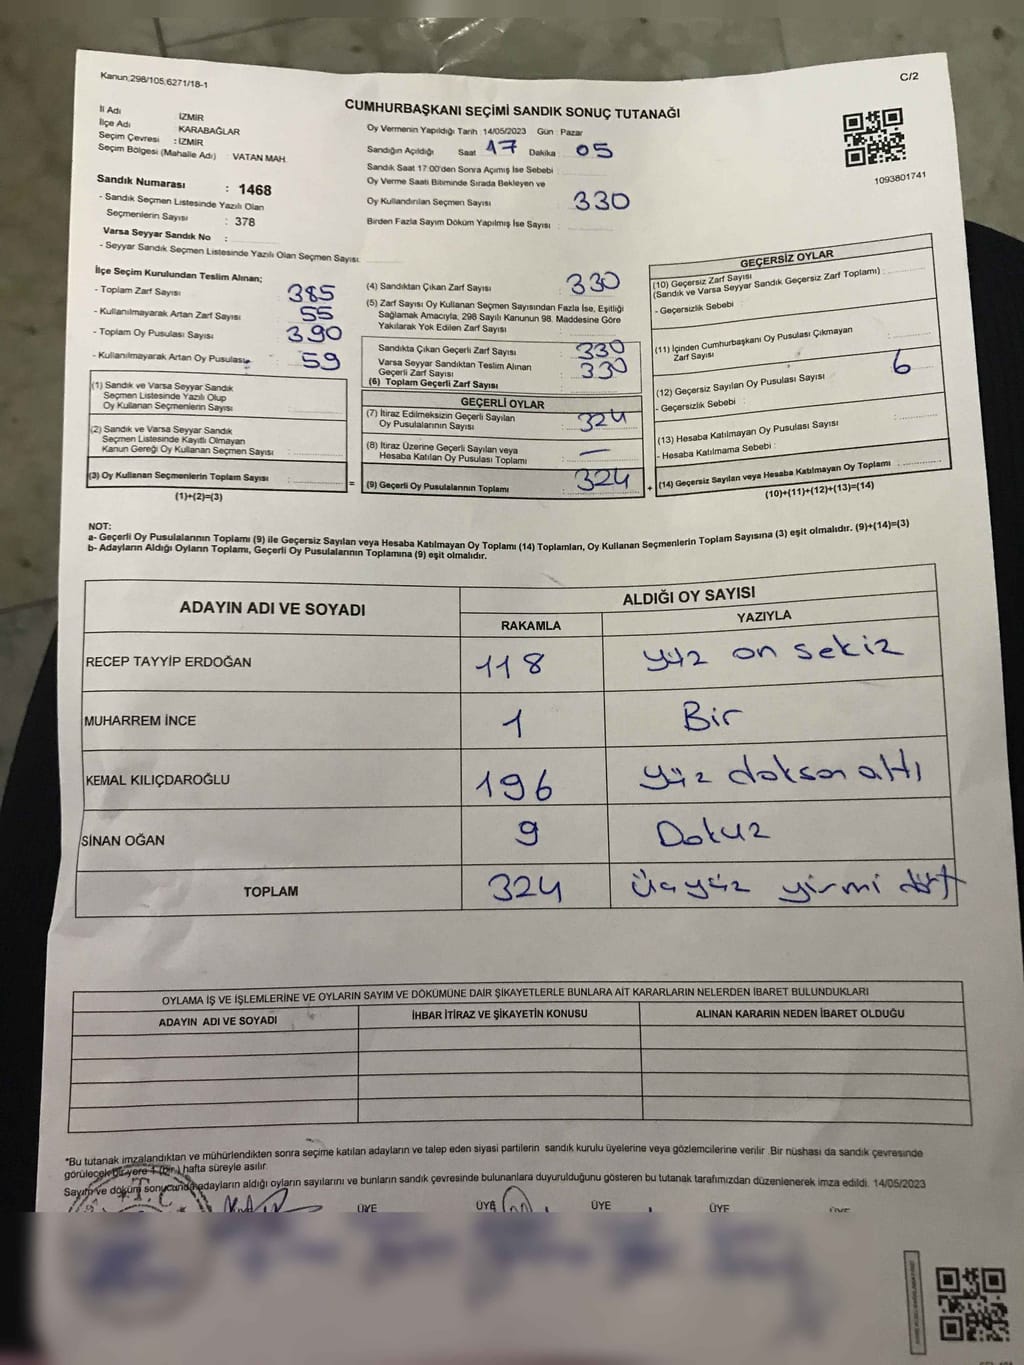 Kanun;298/105;6271/18-1
C/2
CUMHURBAŞKANI SEÇİMİ SANDIK SONUÇ TUTANAĞI
İl Adı : İZMİR
İlçe Adı : KARABAĞLAR
Seçim Çevresi : İZMİR
Seçim Bölgesi (Mahalle Adı) : VATAN MAH.
Oy Vermenin Yapıldığı Tarih :14/05/2023 Gün : Pazar
Sandığın Açıldığı Saat 17 Dakika 05
Sandık Saat 17:00'den Sonra Açımış İse Sebebi :
Oy Verme Saati Bitiminde Sırada Bekleyen ve
Oy Kullandırılan Seçmen Sayısı : 330
Birden Fazla Sayım Döküm Yapılmış İse Sayısı :
1093801741
Sandık Numarası : 1468
- Sandık Seçmen Listesinde Yazılı Olan
Seçmenlerin Sayısı : 378
Varsa Seyyar Sandık No :
- Seyyar Sandık Seçmen Listesinde Yazılı Olan Seçmen Sayısı:
İlçe Seçim Kurulundan Teslim Alınan;
- Toplam Zarf Sayısı 385
- Kullanılmayarak Artan Zarf Sayısı 55
- Toplam Oy Pusulası Sayısı 390
- Kullanılmayarak Artan Oy Pusulası 59
(1) Sandık ve Varsa Seyyar Sandık
Seçmen Listesinde Yazılı Olup
Oy Kullanan Seçmenlerin Sayısı :
(2) Sandık ve Varsa Seyyar Sandık
Seçmen Listesinde Kayıtlı Olmayan
Kanun Gereği Oy Kullanan Seçmen Sayısı :
(3) Oy Kullanan Seçmenlerin Toplam Sayısı :
(1)+(2)=(3)
=
(4) Sandıktan Çıkan Zarf Sayısı : 330
(5) Zarf Sayısı Oy Kullanan Seçmen Sayısından Fazla İse, Eşitliği
Sağlamak Amacıyla, 298 Sayılı Kanunun 98. Maddesine Göre
Yakılarak Yok Edilen Zarf Sayısı :
Sandıkta Çıkan Geçerli Zarf Sayısı : 330
Varsa Seyyar Sandıktan Teslim Alınan
Geçerli Zarf Sayısı : 330
(6) Toplam Geçerli Zarf Sayısı :
GEÇERLİ OYLAR
(7) İtiraz Edilmeksizin Geçerli Sayılan
Oy Pusulalarının Sayısı : 324
(8) İtiraz Üzerine Geçerli Sayılan veya
Hesaba Katılan Oy Pusulası Toplamı : —
(9) Geçerli Oy Pusulalarının Toplamı : 324
+
GEÇERSİZ OYLAR
(10) Geçersiz Zarf Sayısı
(Sandık ve Varsa Seyyar Sandık Geçersiz Zarf Toplamı) :
- Geçersizlik Sebebi :
(11) İçinden Cumhurbaşkanı Oy Pusulası Çıkmayan
Zarf Sayısı :
(12) Geçersiz Sayılan Oy Pusulası Sayısı : 6
- Geçersizlik Sebebi :
(13) Hesaba Katılmayan Oy Pusulası Sayısı :
- Hesaba Katılmama Sebebi :
(14) Geçersiz Sayılan veya Hesaba Katılmayan Oy Toplamı :
(10)+(11)+(12)+(13)=(14)
NOT:
a- Geçerli Oy Pusulalarının Toplamı (9) ile Geçersiz Sayılan veya Hesaba Katılmayan Oy Toplamı (14) Toplamları, Oy Kullanan Seçmenlerin Toplam Sayısına (3) eşit olmalıdır. (9)+(14)=(3)
b- Adayların Aldığı Oyların Toplamı, Geçerli Oy Pusulalarının Toplamına (9) eşit olmalıdır.
ADAYIN ADI VE SOYADI ALDIĞI OY SAYISI
RAKAMLA YAZIYLA
RECEP TAYYİP ERDOĞAN 118 yüz on sekiz
MUHARREM İNCE 1 Bir
KEMAL KILIÇDAROĞLU 196 yüz doksan altı
SİNAN OĞAN 9 Dokuz
TOPLAM 324 üçyüz yirmi dört
OYLAMA İŞ VE İŞLEMLERİNE VE OYLARIN SAYIM VE DÖKÜMÜNE DAİR ŞİKAYETLERLE BUNLARA AİT KARARLARIN NELERDEN İBARET BULUNDUKLARI
ADAYIN ADI VE SOYADI İHBAR İTİRAZ VE ŞİKAYETİN KONUSU ALINAN KARARIN NEDEN İBARET OLDUĞU
*Bu tutanak imzalandıktan ve mühürlendikten sonra seçime katılan adayların ve talep eden siyasi partilerin sandık kurulu üyelerine veya gözlemcilerine verilir. Bir nüshası da sandık çevresinde
görülecek bir yere 1 (bir ) hafta süreyle asılır.
Sayım ve döküm sonucunda adayların aldığı oyların sayılarını ve bunların sandık çevresinde bulunanlara duyurulduğunu gösteren bu tutanak tarafımızdan düzenlenerek imza edildi. 14/05/2023
T.C.
ÜYE ÜYE ÜYE ÜYE